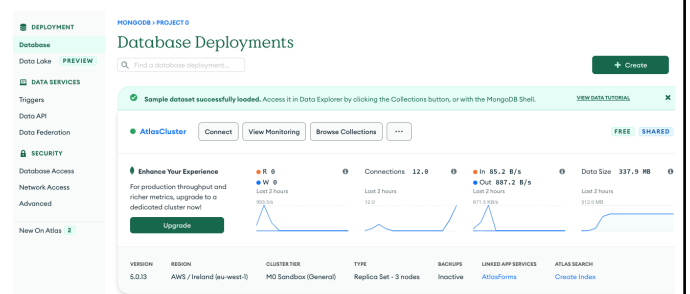 DEPLOYMENT
Database
Data Lake PREVIEW
DATA SERVICES
Triggers
Data API
Data Federation
SECURITY
Database Access
Network Access
Advanced
New On Atlas 2
MONGODB > PROJECT 0
Database Deployments
Find a database deployment...
+ Create
Sample dataset successfully loaded. Access it in Data Explorer by clicking the Collections button, or with the MongoDB Shell.
VIEW DATA TUTORIAL
AtlasCluster
Connect
View Monitoring
Browse Collections
...
FREE SHARED
Enhance Your Experience
For production throughput and
richer metrics, upgrade to a
dedicated cluster now!
Upgrade
R 0
W 0
Last 2 hours
Connections 12.0
Last 2 hours
12.0
In 85.2 B/s
Out 887.2 B/s
Last 2 hours
Data Size 337.9 MB
Last 2 hours
512.0 MB
VERSION REGION CLUSTER TIER TYPE BACKUPS LINKED APP SERVICES ATLAS SEARCH
5.0.13 AWS / Ireland (eu-west-1) M0 Sandbox (General) Replica Set - 3 nodes Inactive AtlasForms Create Index